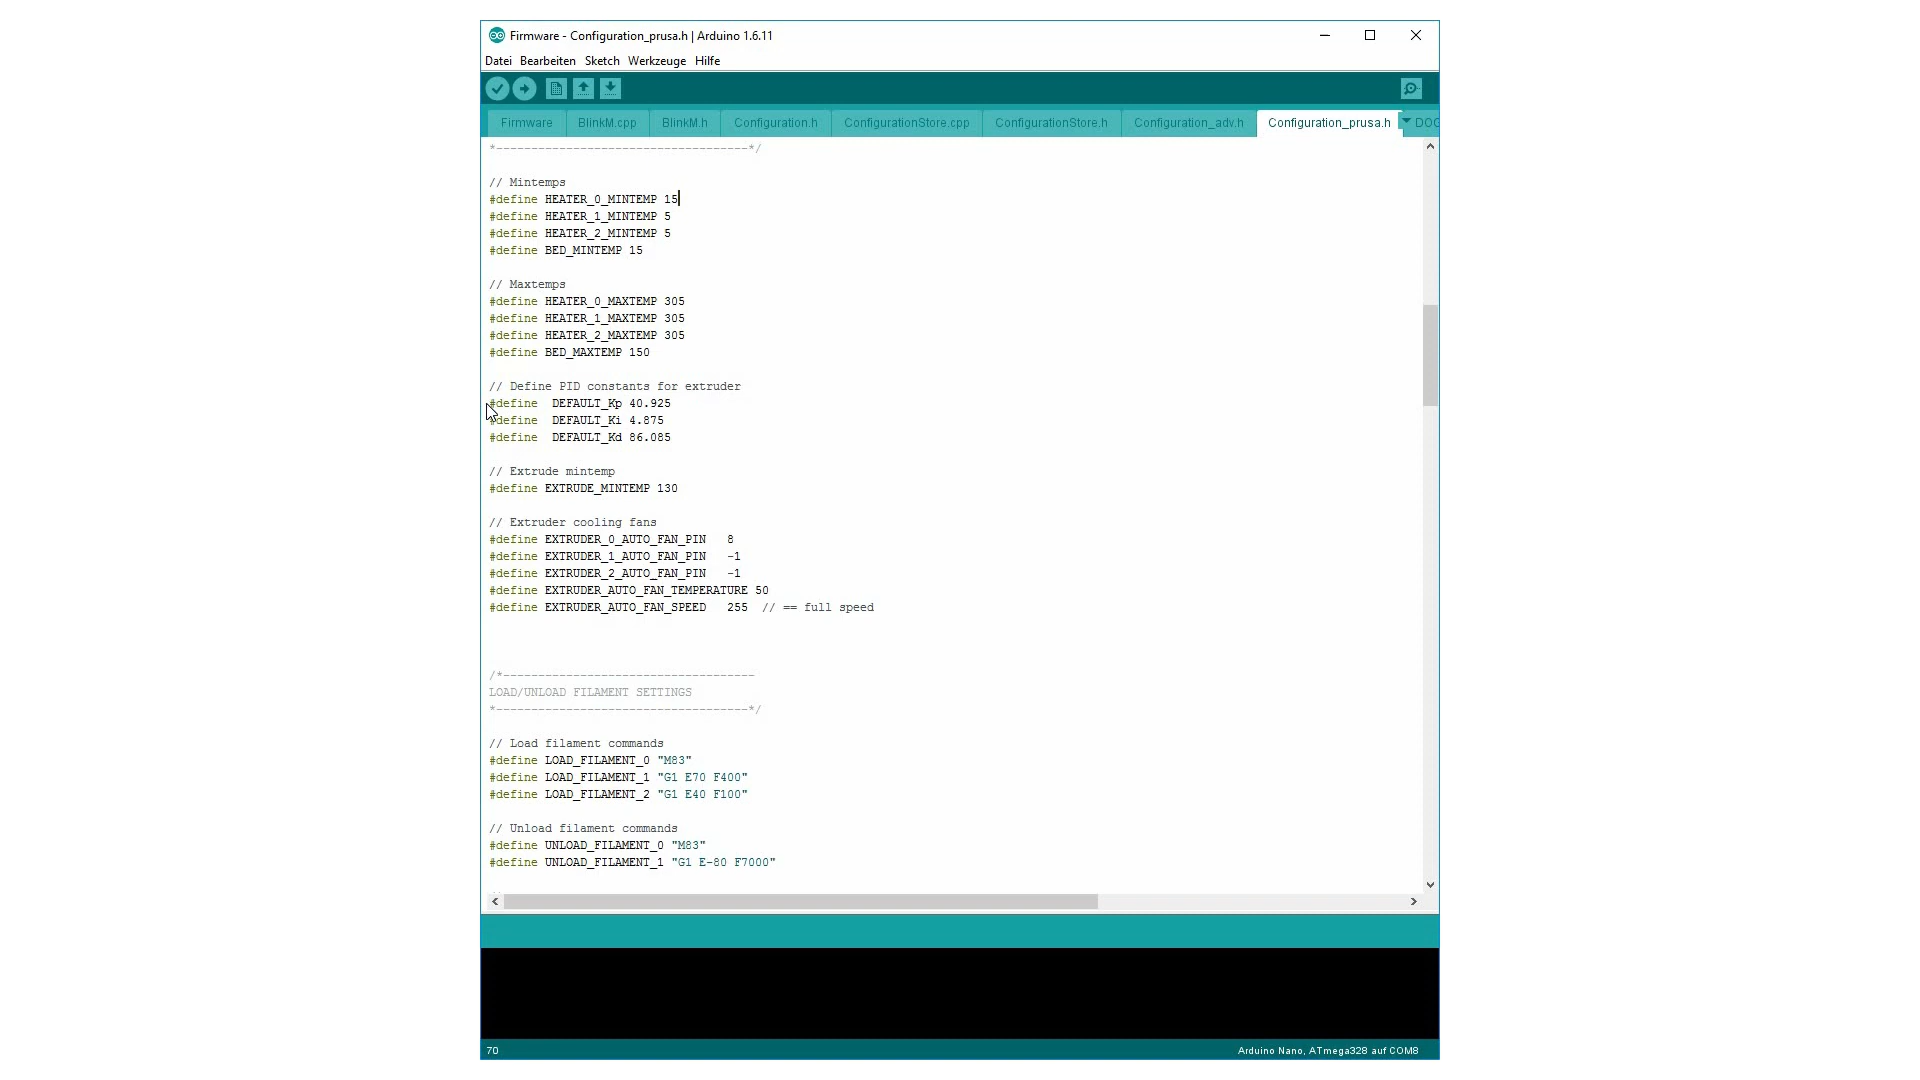 Firmware - Configuration_prusa.h | Arduino 1.6.11
Datei Bearbeiten Sketch Werkzeuge Hilfe
Firmware BlinkM.cpp BlinkM.h Configuration.h ConfigurationStore.cpp ConfigurationStore.h Configuration_adv.h Configuration_prusa.h DOG
*------------------------------------*/
// Mintemps
#define HEATER_0_MINTEMP 15
#define HEATER_1_MINTEMP 5
#define HEATER_2_MINTEMP 5
#define BED_MINTEMP 15
// Maxtemps
#define HEATER_0_MAXTEMP 305
#define HEATER_1_MAXTEMP 305
#define HEATER_2_MAXTEMP 305
#define BED_MAXTEMP 150
// Define PID constants for extruder
#define  DEFAULT_Kp 40.925
#define  DEFAULT_Ki 4.875
#define  DEFAULT_Kd 86.085
// Extrude mintemp
#define EXTRUDE_MINTEMP 130
// Extruder cooling fans
#define EXTRUDER_0_AUTO_FAN_PIN   8
#define EXTRUDER_1_AUTO_FAN_PIN   -1
#define EXTRUDER_2_AUTO_FAN_PIN   -1
#define EXTRUDER_AUTO_FAN_TEMPERATURE 50
#define EXTRUDER_AUTO_FAN_SPEED   255  // == full speed
/*------------------------------------
LOAD/UNLOAD FILAMENT SETTINGS
*------------------------------------*/
// Load filament commands
#define LOAD_FILAMENT_0 "M83"
#define LOAD_FILAMENT_1 "G1 E70 F400"
#define LOAD_FILAMENT_2 "G1 E40 F100"
// Unload filament commands
#define UNLOAD_FILAMENT_0 "M83"
#define UNLOAD_FILAMENT_1 "G1 E-80 F7000"
70
Arduino Nano, ATmega328 auf COM8